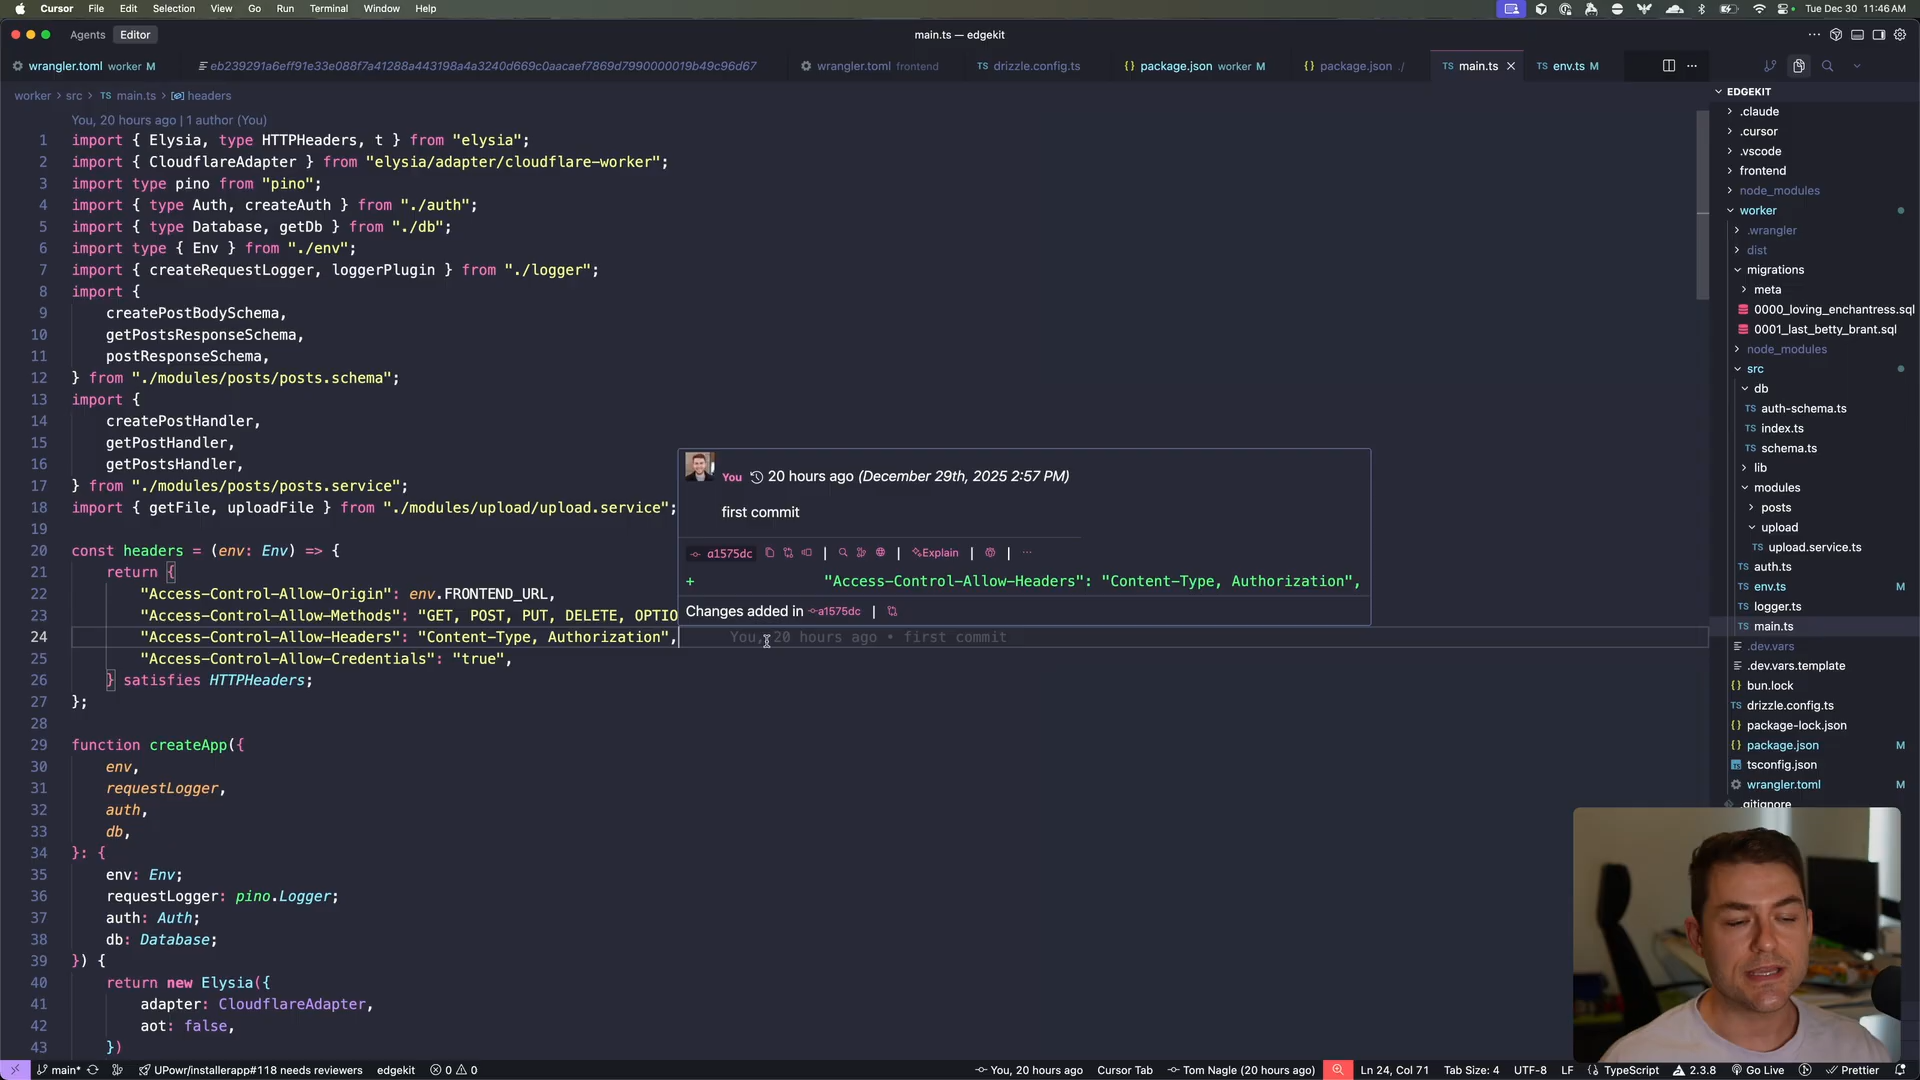 Cursor File Edit Selection View Go Run Terminal Window Help
Tue Dec 30 11:46 AM
Agents Editor
main.ts — edgekit
wrangler.toml worker M
eb239291a6eff91e33e088f7a41288a443198a4a3240d669c0aacaef7869d7990000019b49c96d67
wrangler.toml frontend
TS drizzle.config.ts
{} package.json worker M
{} package.json ./
TS main.ts
TS env.ts M
worker > src > TS main.ts > headers
You, 20 hours ago | 1 author (You)
1 import { Elysia, type HTTPHeaders, t } from "elysia";
2 import { CloudflareAdapter } from "elysia/adapter/cloudflare-worker";
3 import type pino from "pino";
4 import { type Auth, createAuth } from "./auth";
5 import { type Database, getDb } from "./db";
6 import type { Env } from "./env";
7 import { createRequestLogger, loggerPlugin } from "./logger";
8 import {
9 createPostBodySchema,
10 getPostsResponseSchema,
11 postResponseSchema,
12 } from "./modules/posts/posts.schema";
13 import {
14 createPostHandler,
15 getPostHandler,
16 getPostsHandler,
17 } from "./modules/posts/posts.service";
18 import { getFile, uploadFile } from "./modules/upload/upload.service";
19
20 const headers = (env: Env) => {
21 return {
22 "Access-Control-Allow-Origin": env.FRONTEND_URL,
23 "Access-Control-Allow-Methods": "GET, POST, PUT, DELETE, OPTIO
24 "Access-Control-Allow-Headers": "Content-Type, Authorization", You, 20 hours ago • first commit
25 "Access-Control-Allow-Credentials": "true",
26 } satisfies HTTPHeaders;
27 };
28
29 function createApp({
30 env,
31 requestLogger,
32 auth,
33 db,
34 }: {
35 env: Env;
36 requestLogger: pino.Logger;
37 auth: Auth;
38 db: Database;
39 }) {
40 return new Elysia({
41 adapter: CloudflareAdapter,
42 aot: false,
43 })
You 20 hours ago (December 29th, 2025 2:57 PM)
first commit
a1575dc | | Explain | | ...
+ "Access-Control-Allow-Headers": "Content-Type, Authorization",
Changes added in a1575dc |
EDGEKIT
.claude
.cursor
.vscode
frontend
node_modules
worker
.wrangler
dist
migrations
meta
0000_loving_enchantress.sql
0001_last_betty_brant.sql
node_modules
src
db
TS auth-schema.ts
TS index.ts
TS schema.ts
lib
modules
posts
upload
TS upload.service.ts
TS auth.ts
TS env.ts M
TS logger.ts
TS main.ts
.dev.vars
.dev.vars.template
{} bun.lock
TS drizzle.config.ts
{} package-lock.json
{} package.json M
tsconfig.json
wrangler.toml M
.gitignore
main* UPowr/installerapp#118 needs reviewers edgekit 0 0
You, 20 hours ago Cursor Tab Tom Nagle (20 hours ago) Ln 24, Col 71 Tab Size: 4 UTF-8 LF {} TypeScript 2.3.8 Go Live Prettier